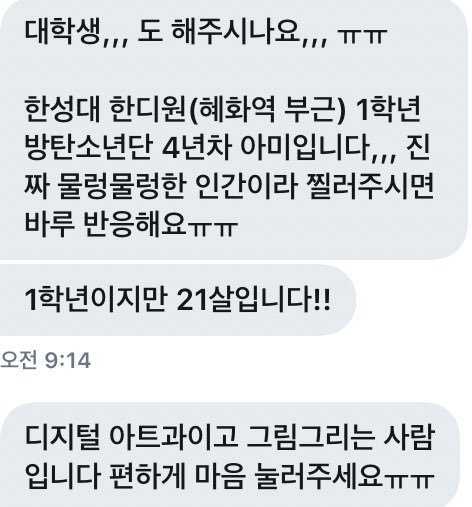 대학생,,, 도 해주시나요,,, ㅠㅠ
한성대 한디원(혜화역 부근) 1학년
방탄소년단 4년차 아미입니다,,, 진
짜 물렁물렁한 인간이라 찔러주시면
바루 반응해요ㅠㅠ
1학년이지만 21살입니다!!
오전 9:14
디지털 아트과이고 그림그리는 사람
입니다 편하게 마음 눌러주세요ㅠㅠ